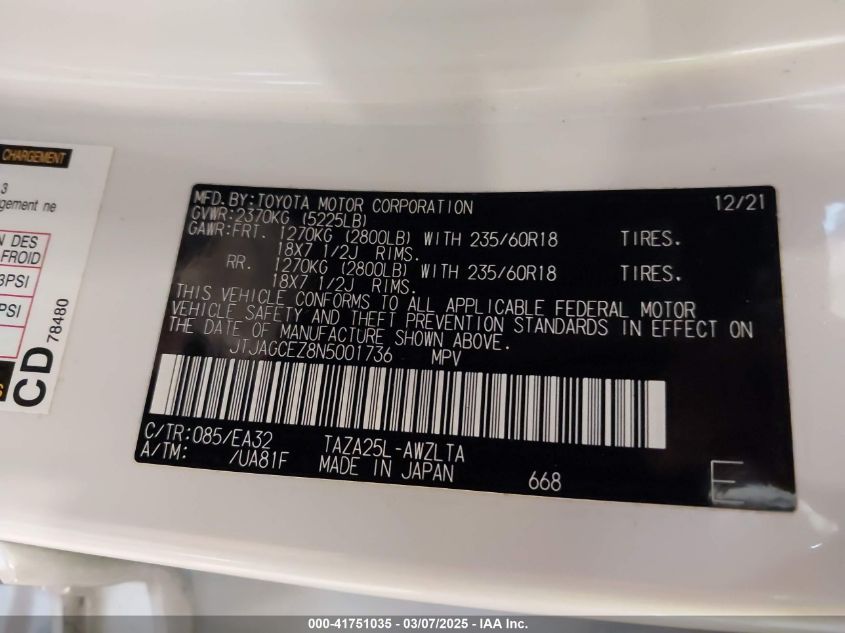 CHARGEMENT
3
gement ne
N DES
FROID
3PSI
PSI
S
CD
78480
MFD.BY:TOYOTA MOTOR CORPORATION 12/21
GVWR:2370KG (5225LB)
GAWR:FRT. 1270KG (2800LB) WITH 235/60R18 TIRES.
18X7 1/2J RIMS.
RR. 1270KG (2800LB) WITH 235/60R18 TIRES.
18X7 1/2J RIMS.
THIS VEHICLE CONFORMS TO ALL APPLICABLE FEDERAL MOTOR
VEHICLE SAFETY AND THEFT PREVENTION STANDARDS IN EFFECT ON
THE DATE OF MANUFACTURE SHOWN ABOVE.
JTJAGCEZ8N5001736 MPV
C/TR:085/EA32 TAZA25L-AWZLTA
A/TM: /UA81F MADE IN JAPAN 668 E
000-41751035 - 03/07/2025 - IAA Inc.